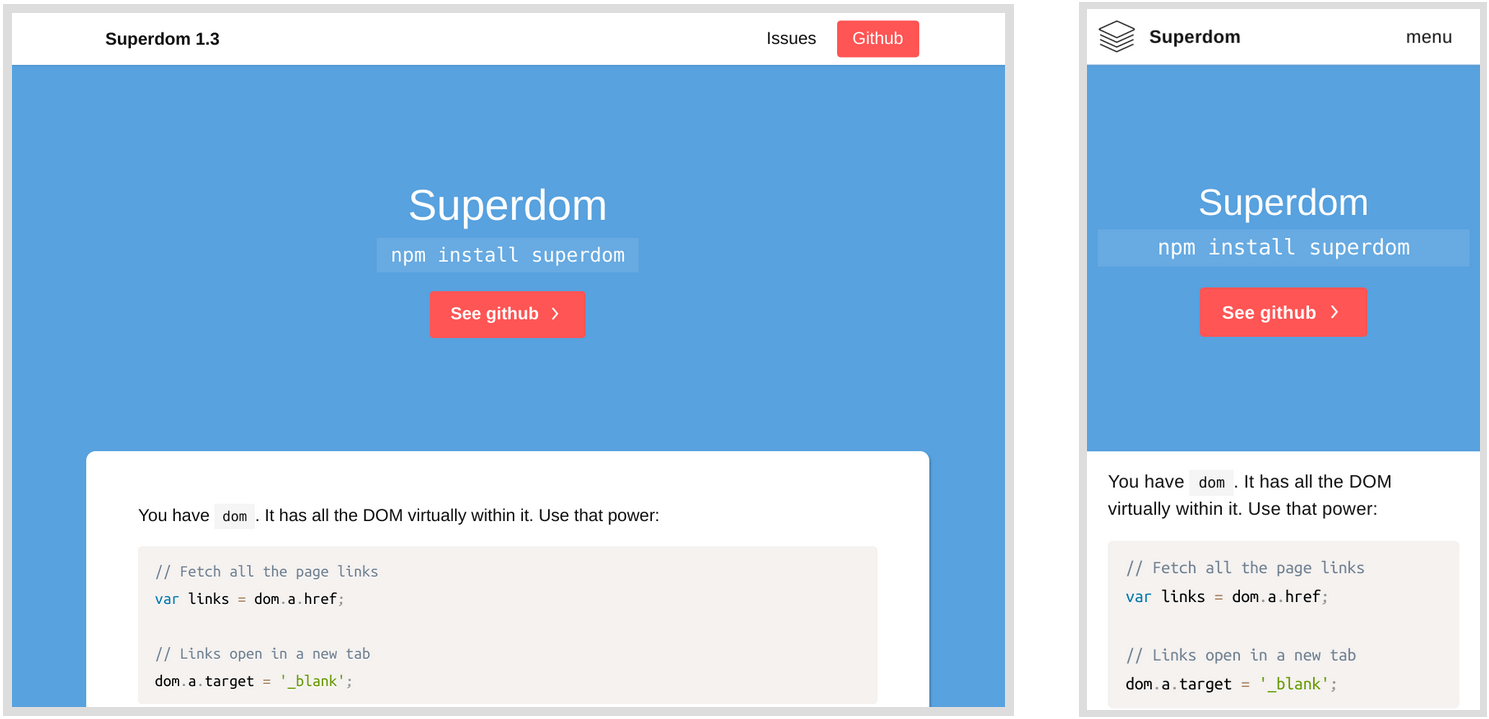 Superdom 1.3
Issues
Github
Superdom
npm install superdom
See github
You have dom . It has all the DOM virtually within it. Use that power:
// Fetch all the page links
var links = dom.a.href;
// Links open in a new tab
dom.a.target = '_blank';
Superdom
menu
Superdom
npm install superdom
See github
You have dom . It has all the DOM
virtually within it. Use that power:
// Fetch all the page links
var links = dom.a.href;
// Links open in a new tab
dom.a.target = '_blank';